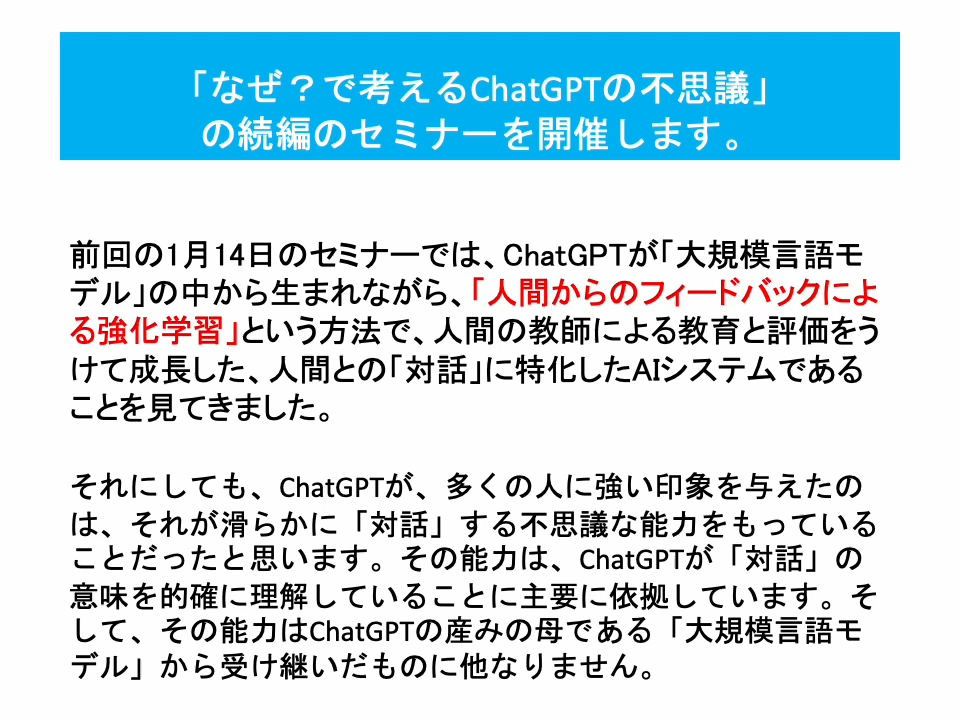 「なぜ？で考えるChatGPTの不思議」
の続編のセミナーを開催します。
前回の1月14日のセミナーでは、ChatGPTが「大規模言語モ
デル」の中から生まれながら、「人間からのフィードバックによ
る強化学習」という方法で、人間の教師による教育と評価をう
けて成長した、人間との「対話」に特化したAIシステムである
ことを見てきました。
それにしても、ChatGPTが、多くの人に強い印象を与えたの
は、それが滑らかに「対話」する不思議な能力をもっている
ことだったと思います。その能力は、ChatGPTが「対話」の
意味を的確に理解していることに主要に依拠しています。そ
して、その能力はChatGPTの産みの母である「大規模言語モ
デル」から受け継いだものに他なりません。